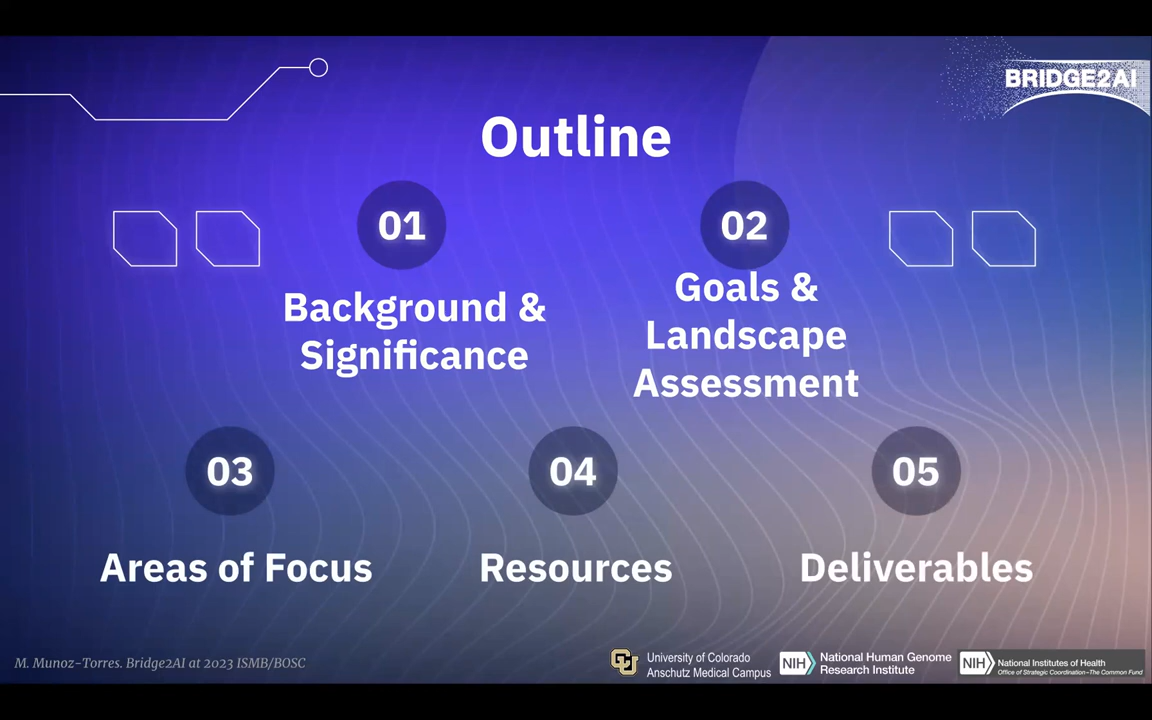 BRIDGE2AI
Outline
01
Background &
Significance
02
Goals &
Landscape
Assessment
03
Areas of Focus
04
Resources
05
Deliverables
M. Munoz-Torres. Bridge2AI at 2023 ISMB/BOSC
CU
University of Colorado
Anschutz Medical Campus
NIH
National Human Genome
Research Institute
NIH
National Institutes of Health
Office of Strategic Coordination–The Common Fund